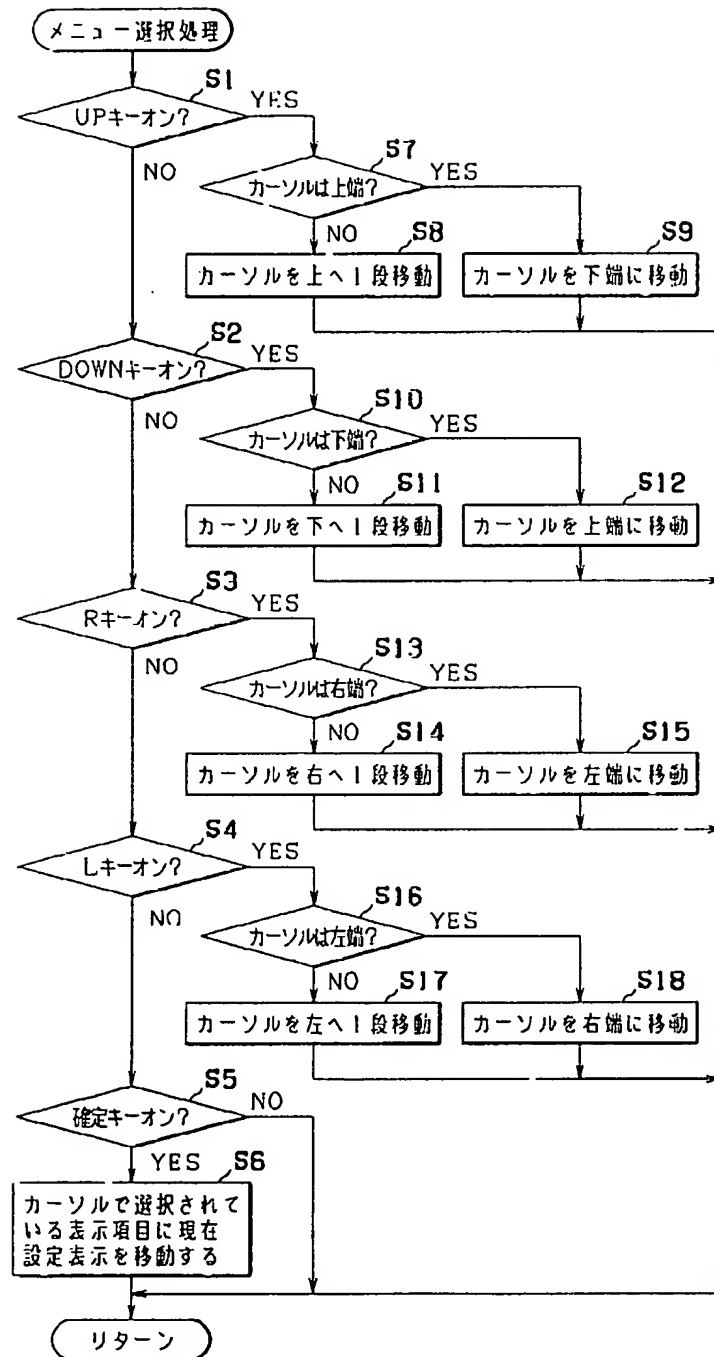 メニュー選択処理
S1
UPキーオン?
YES
NO
S7
カーソルは上端?
YES
NO
S8
カーソルを上へ1段移動
S9
カーソルを下端に移動
S2
DOWNキーオン?
YES
NO
S10
カーソルは下端?
YES
NO
S11
カーソルを下へ1段移動
S12
カーソルを上端に移動
S3
Rキーオン?
YES
NO
S13
カーソルは右端?
YES
NO
S14
カーソルを右へ1段移動
S15
カーソルを左端に移動
S4
Lキーオン?
YES
NO
S16
カーソルは左端?
YES
NO
S17
カーソルを左へ1段移動
S18
カーソルを右端に移動
S5
確定キーオン?
NO
YES
S6
カーソルで選択されて
いる表示項目に現在
設定表示を移動する
リターン